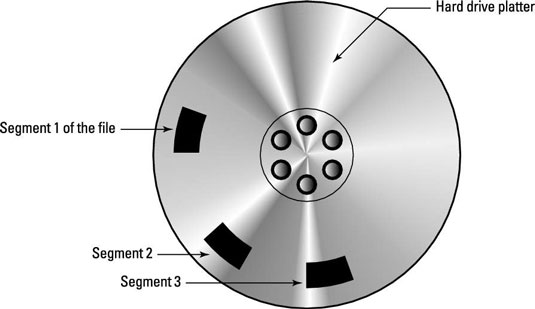 Hard drive platter
Segment 1 of the file
Segment 2
Segment 3